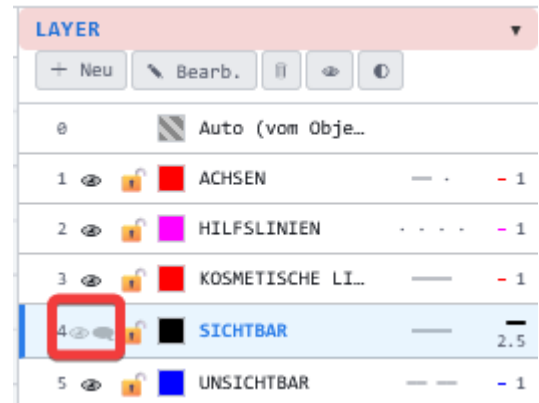 LAYER
+ Neu Bearb.
0 Auto (vom Obje…
1 ACHSEN 1
2 HILFSLINIEN 1
3 KOSMETISCHE LI… 1
4 SICHTBAR 2.5
5 UNSICHTBAR 1